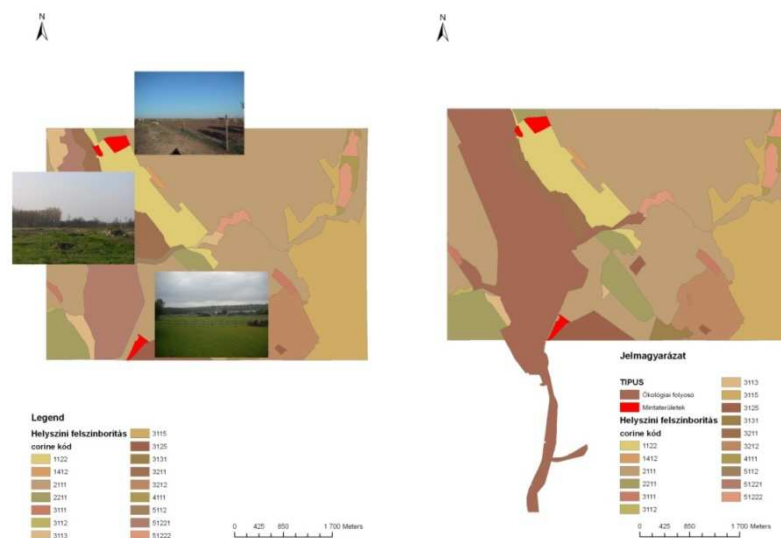 N
Legend
Helyszíni felszínborítás
corine kód
1122
1412
2111
2211
3111
3112
3113
3115
3125
3131
3211
3212
4111
5112
51221
51222
0 425 850 1 700 Meters
N
Jelmagyarázat
TIPUS
Ökológiai folyosó
Mintaterületek
Helyszíni felszínborítás
corine kód
1122
1412
2111
2211
3111
3112
3113
3115
3125
3131
3211
3212
4111
5112
51221
51222
0 425 850 1 700 Meters